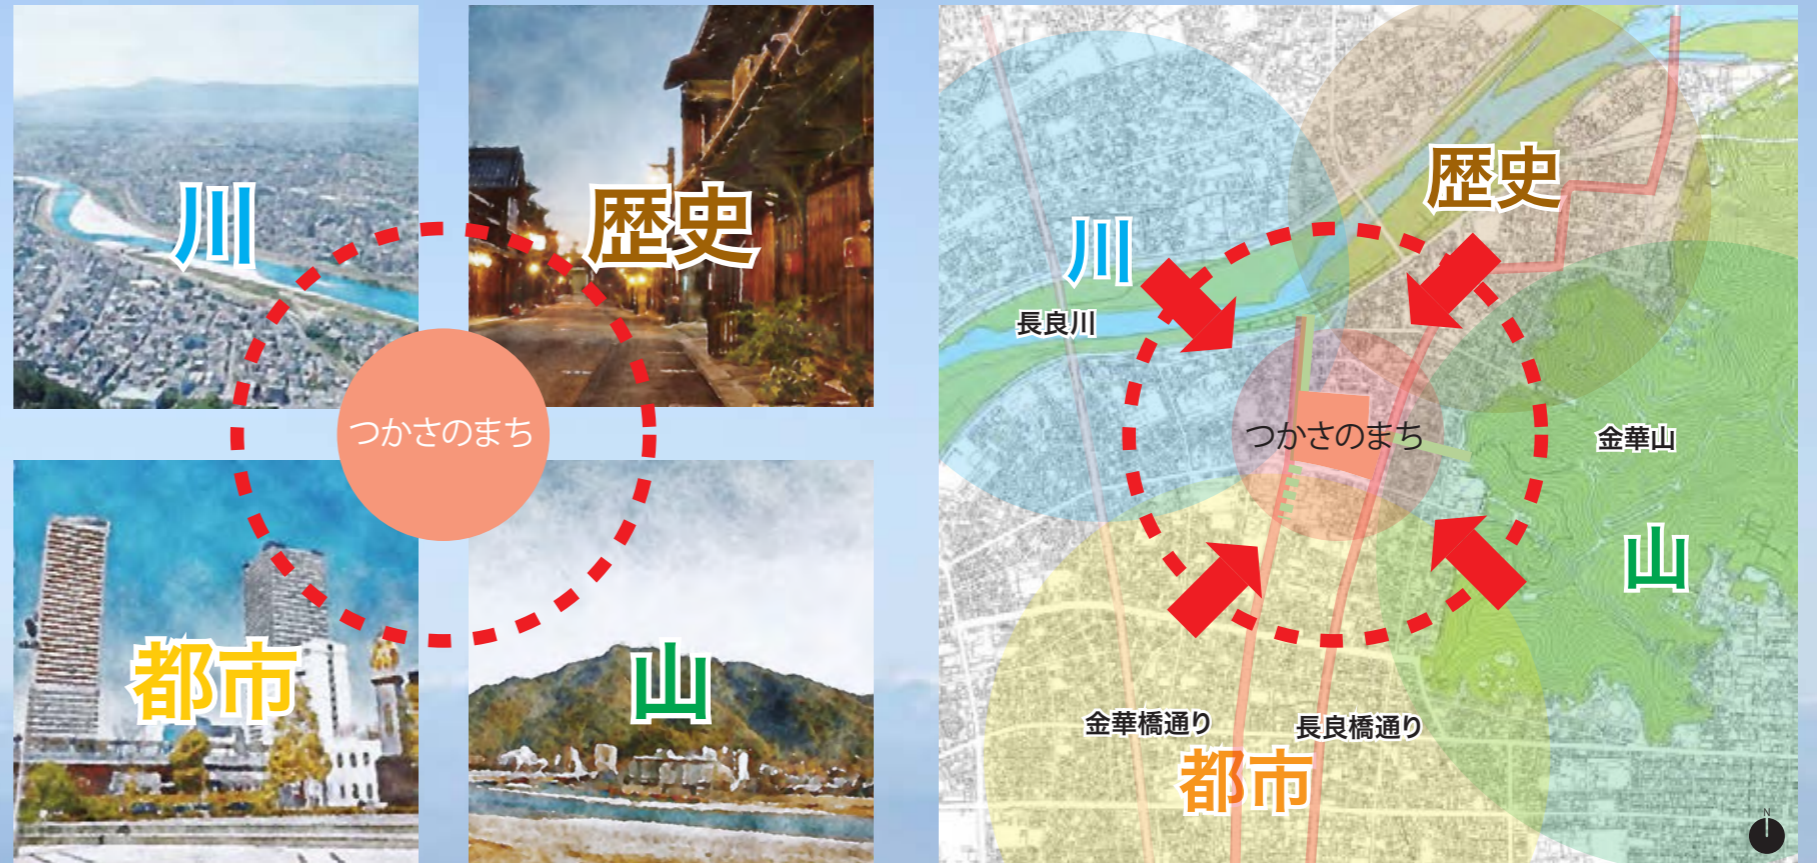 川
歴史
つかさのまち
都市
山
歴史
川
長良川
つかさのまち
金華山
山
金華橋通り
長良橋通り
都市
N